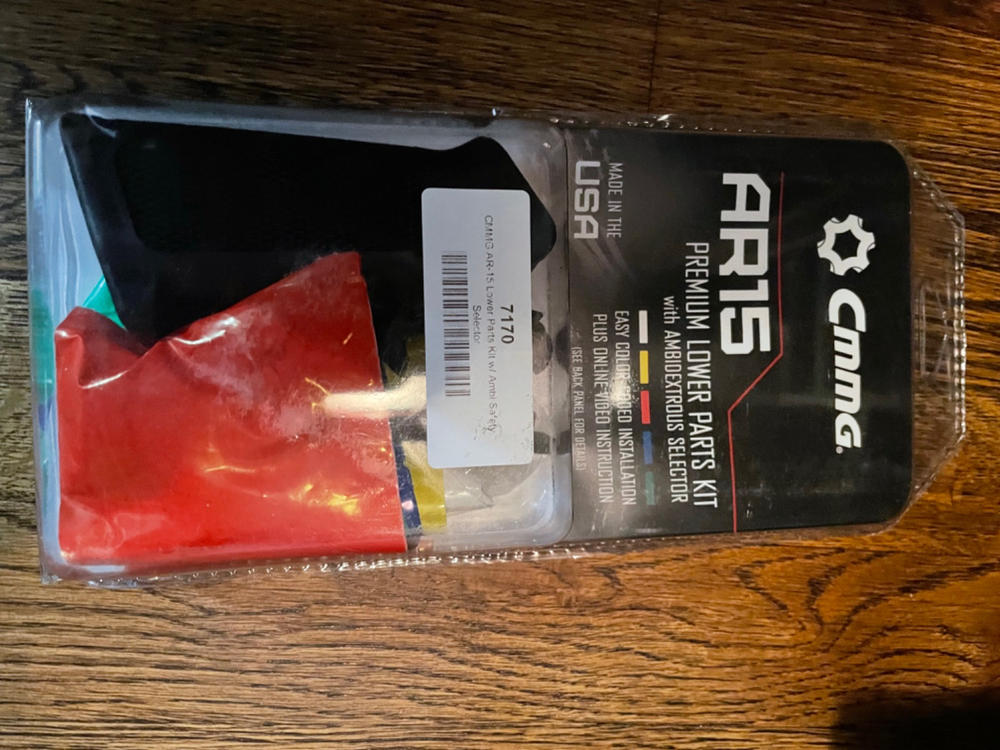 CMMG.
AR15
PREMIUM LOWER PARTS KIT
with AMBIDEXTROUS SELECTOR
EASY COLOR CODED INSTALLATION
PLUS ONLINE VIDEO INSTRUCTION
(SEE BACK PANEL FOR DETAILS)
MADE IN THE
USA
7170
CMMG AR-15 Lower Parts Kit w/ Ambi Safety
Selector